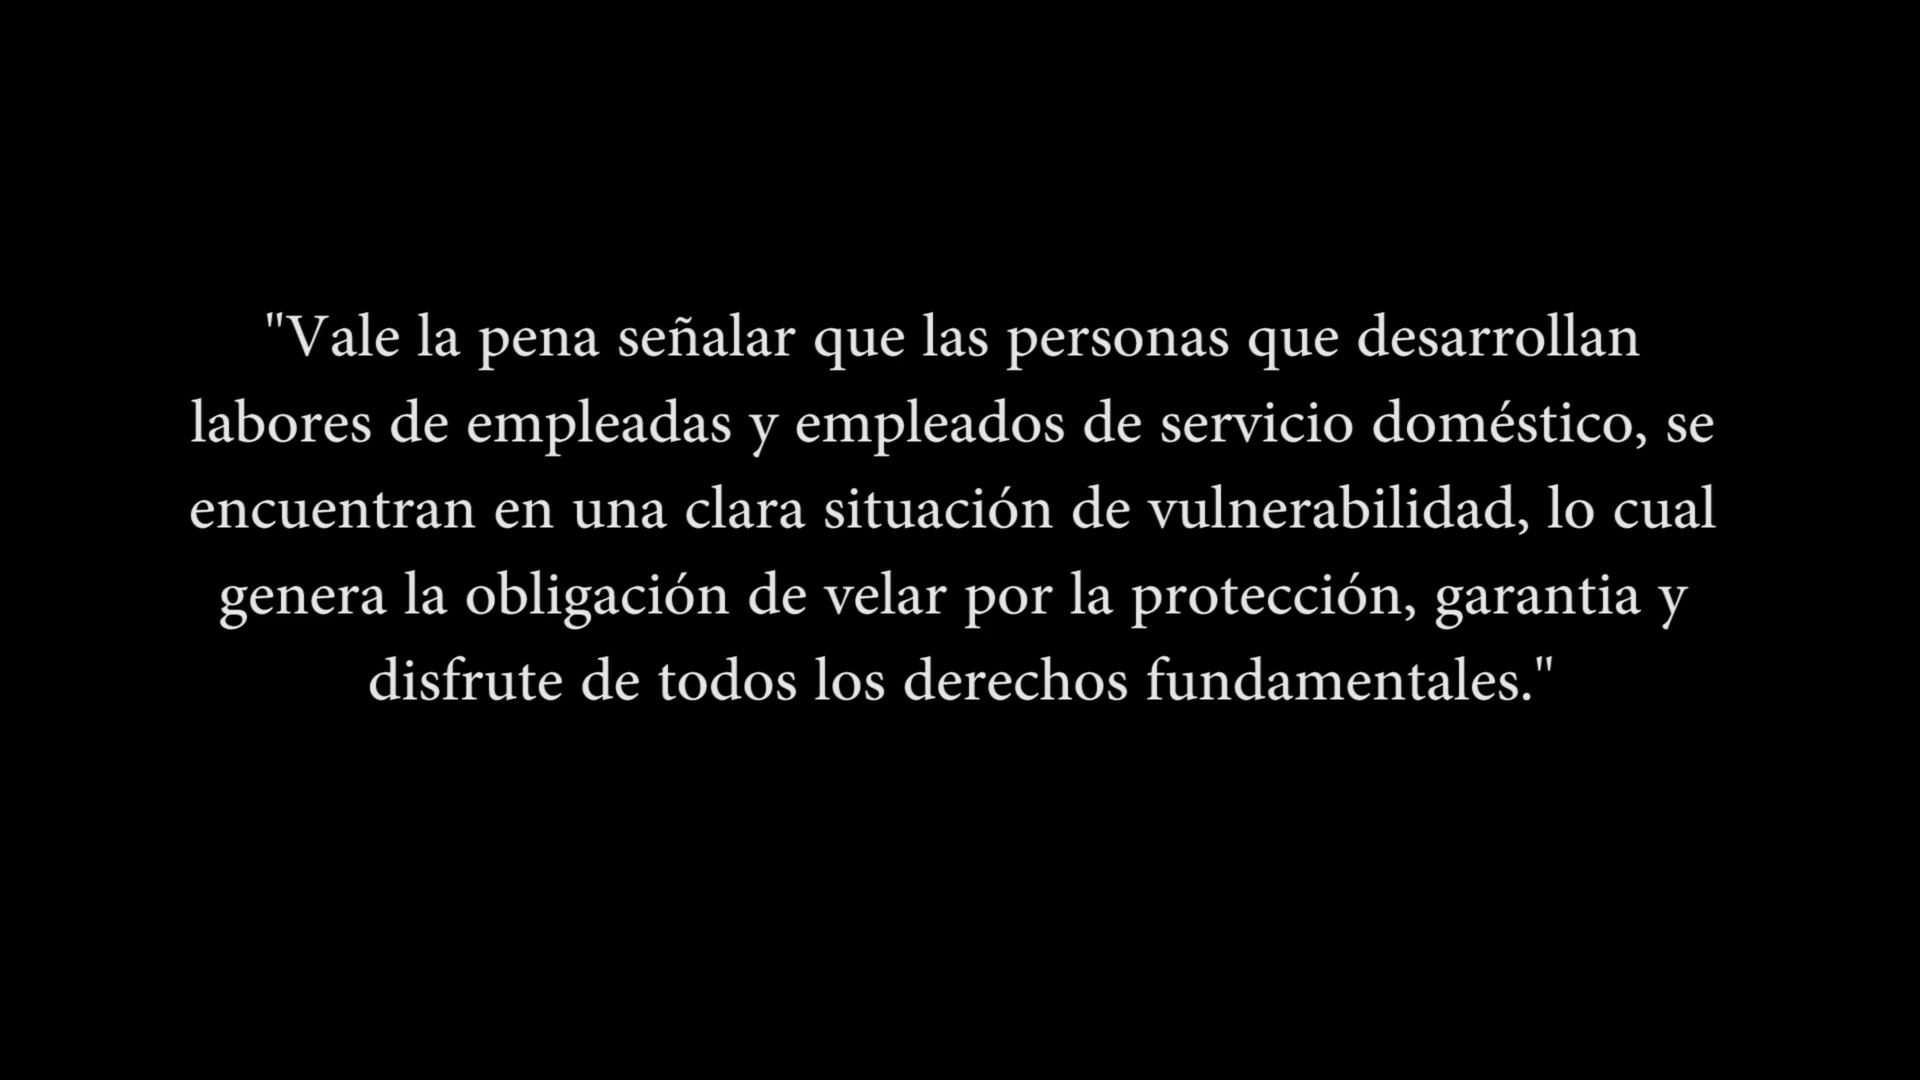 "Vale la pena señalar que las personas que desarrollan
labores de empleadas y empleados de servicio doméstico, se
encuentran en una clara situación de vulnerabilidad, lo cual
genera la obligación de velar por la protección, garantia y
disfrute de todos los derechos fundamentales."